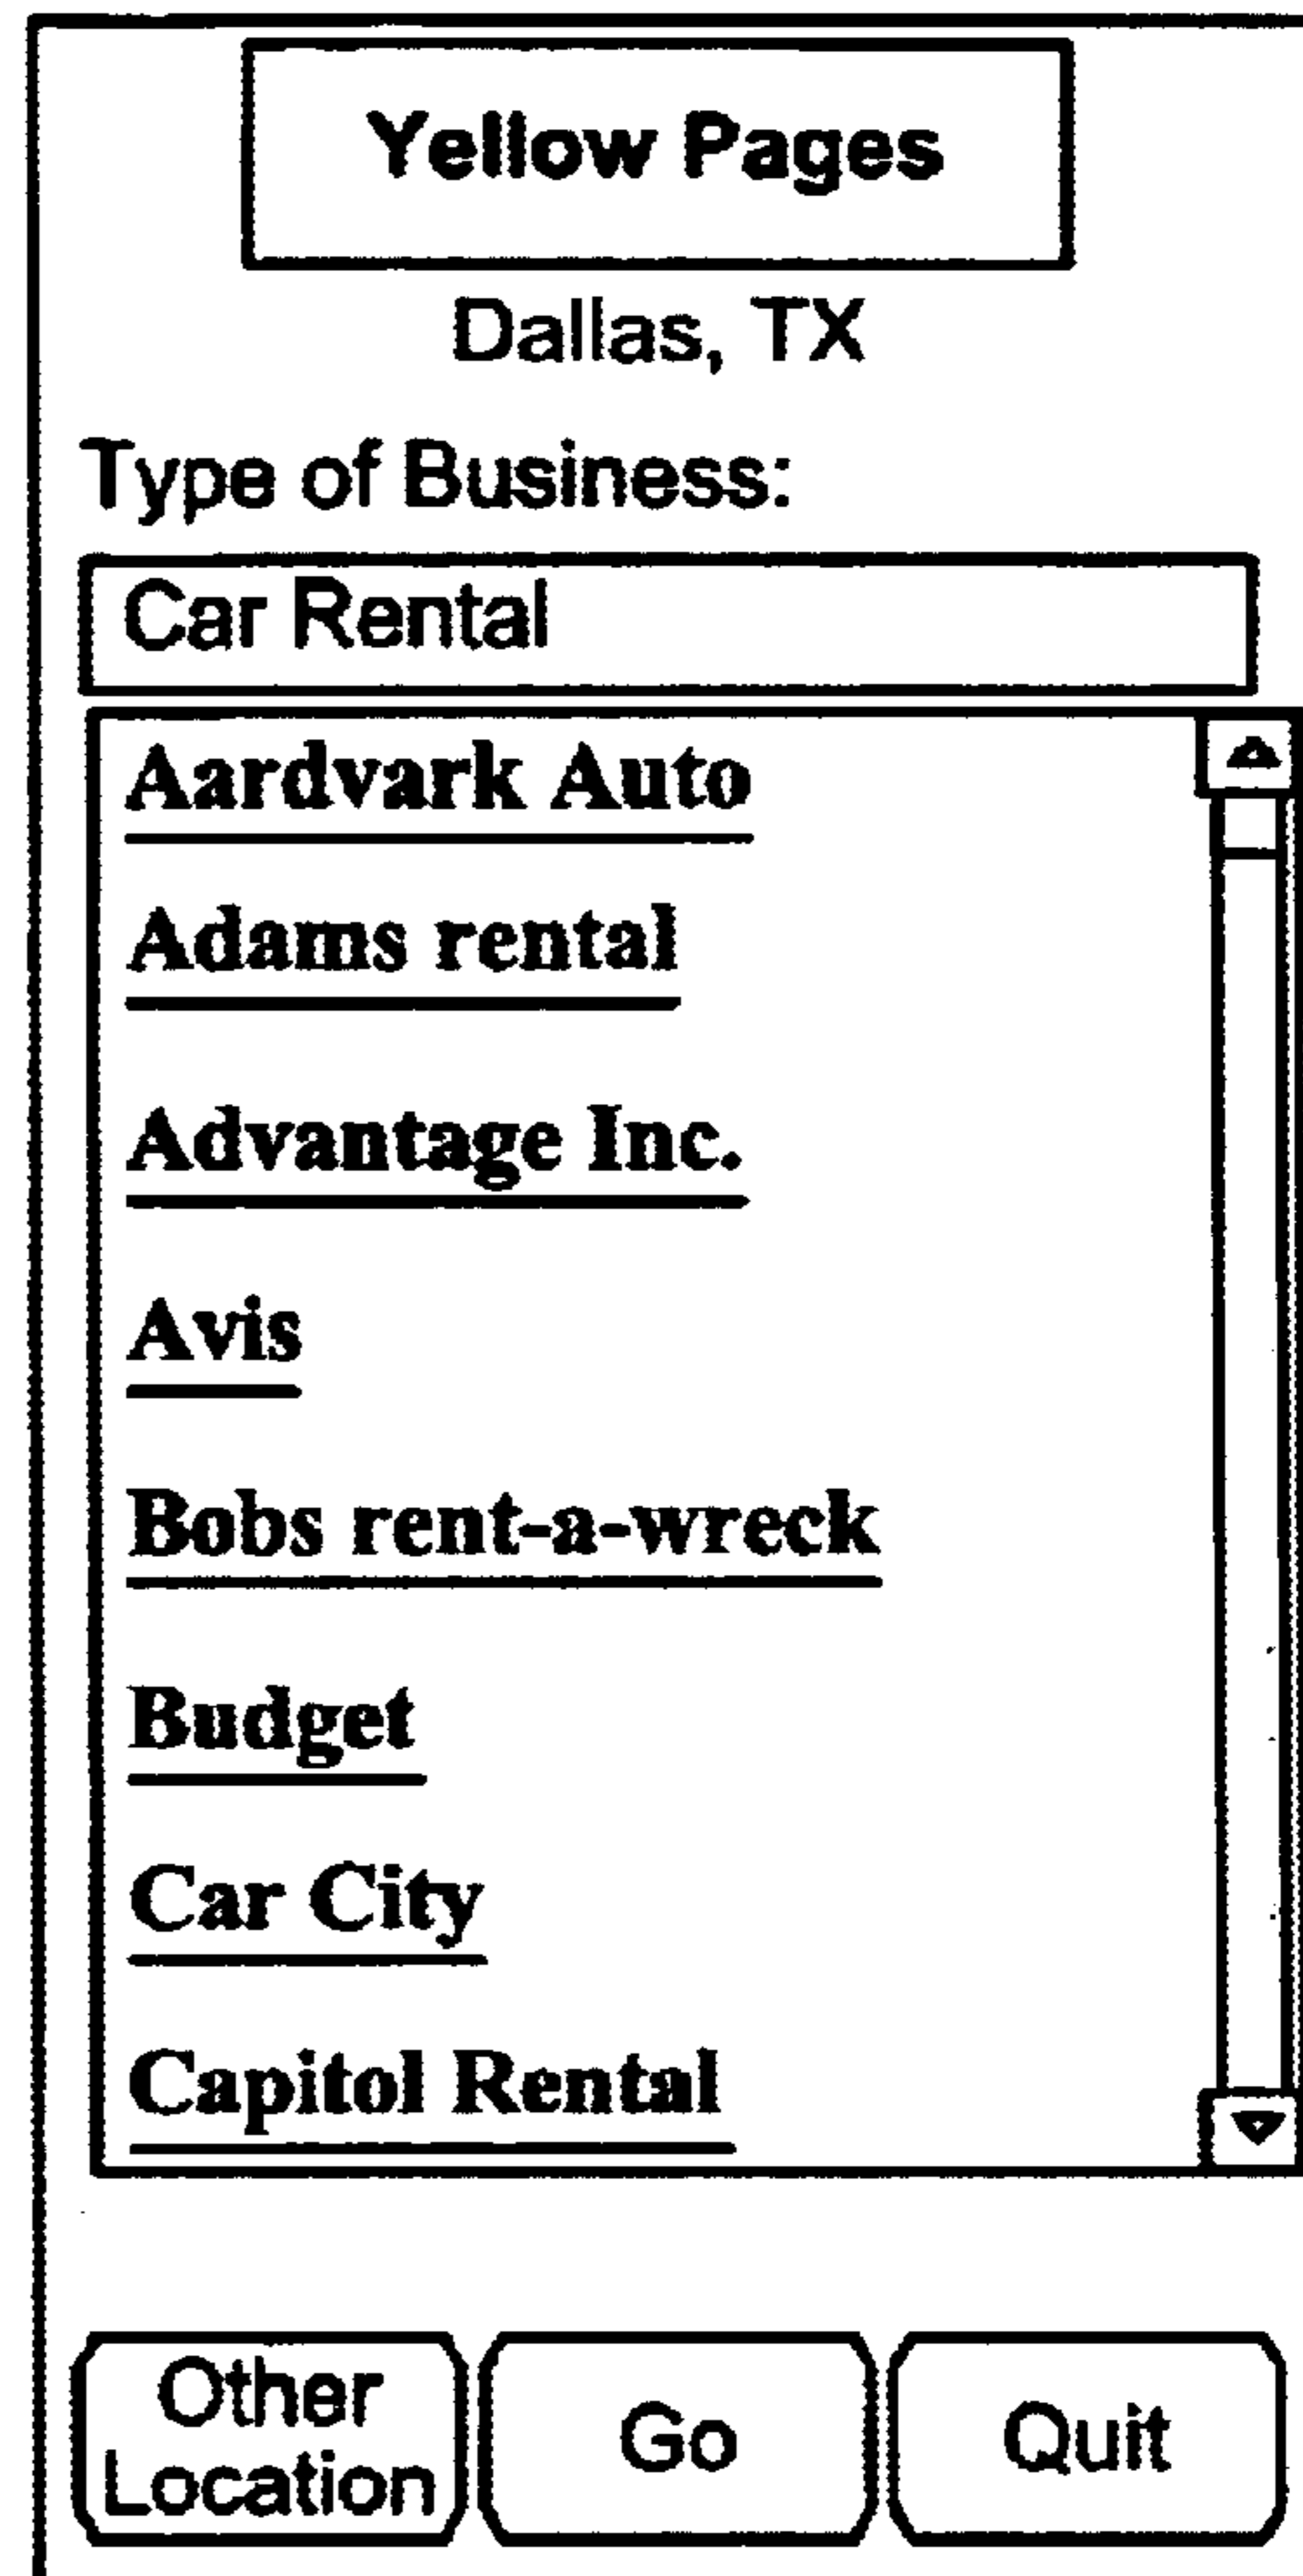 Yellow Pages
Dallas, TX
Type of Business:
Car Rental
Aardvark Auto
Adams rental
Advantage Inc.
Avis
Bobs rent-a-wreck
Budget
Car City
Capitol Rental
Other
Location
Go
Quit